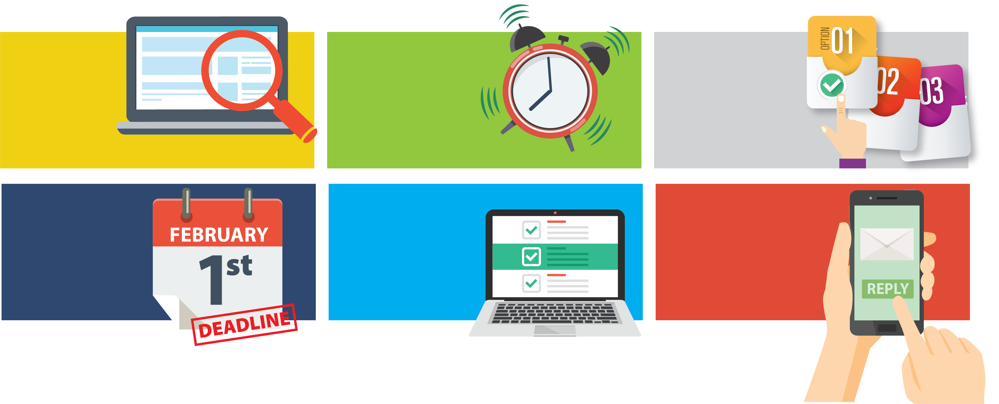 OPTION
01
02
03
FEBRUARY
1st
DEADLINE
REPLY